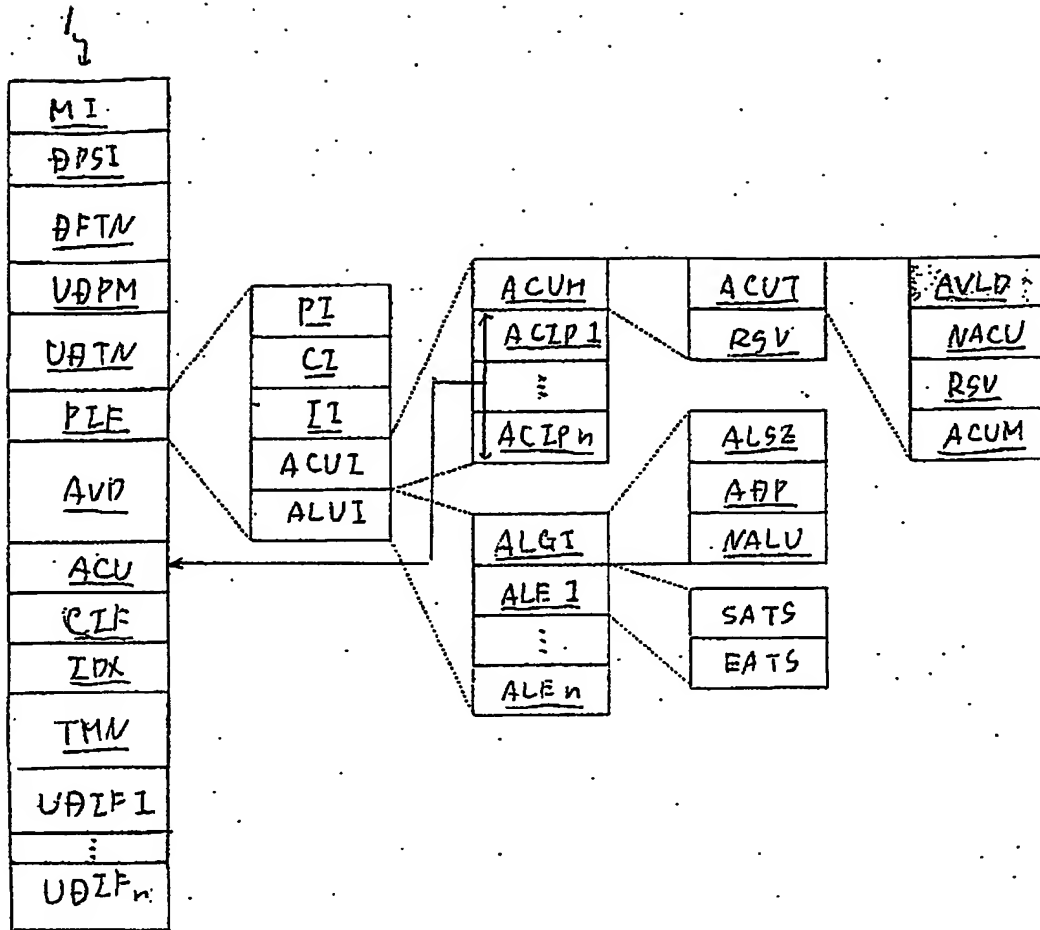 1
MI
DPSI
DFTN
UDPM
UDTN
PIF
AVD
ACU
CIF
IDX
TMN
UDIF1
⋮
UDIFn
PI
CI
II
ACUI
ALUI
ACUH
ACIP1
⋮
ACIPn
ALGI
ALE1
⋮
ALEn
ACUT
RSV
ALSZ
ADP
NALU
SATS
EATS
AVLD
NACU
RSV
ACUM